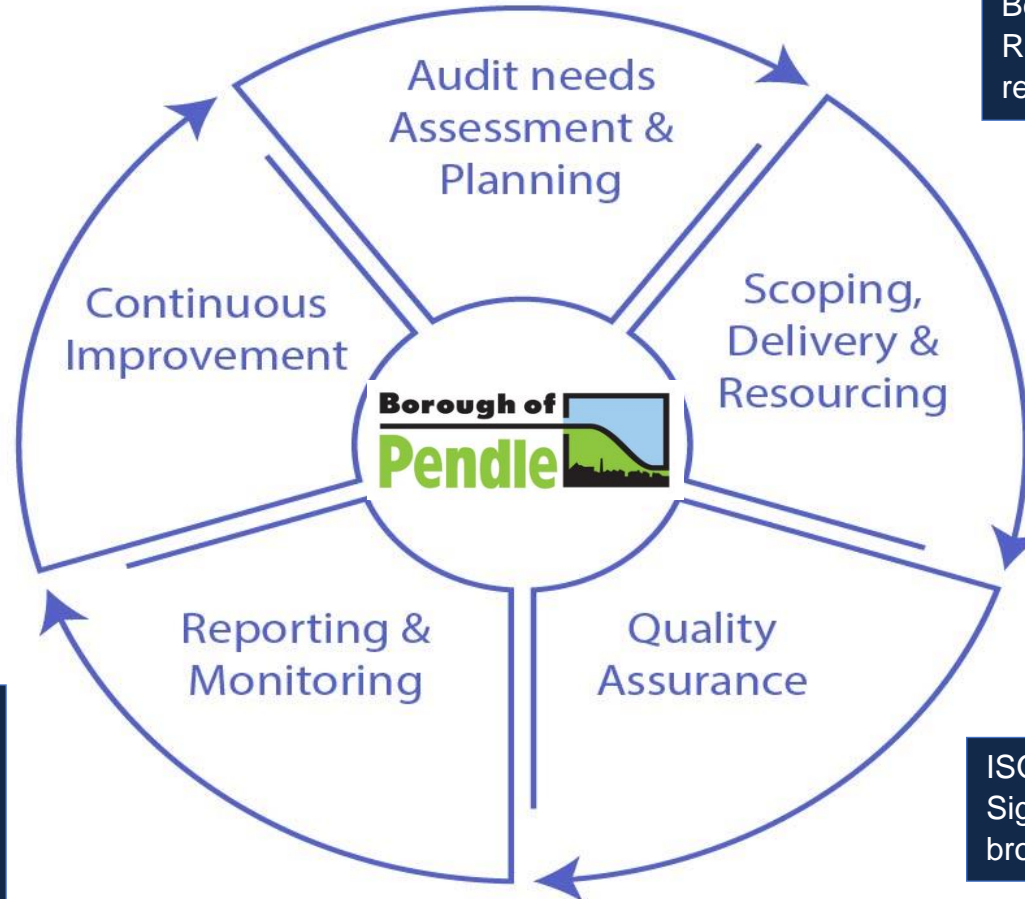 Audit needs
Assessment &
Planning
Continuous
Improvement
Scoping,
Delivery &
Resourcing
Borough of
Pendle
Reporting &
Monitoring
Quality
Assurance